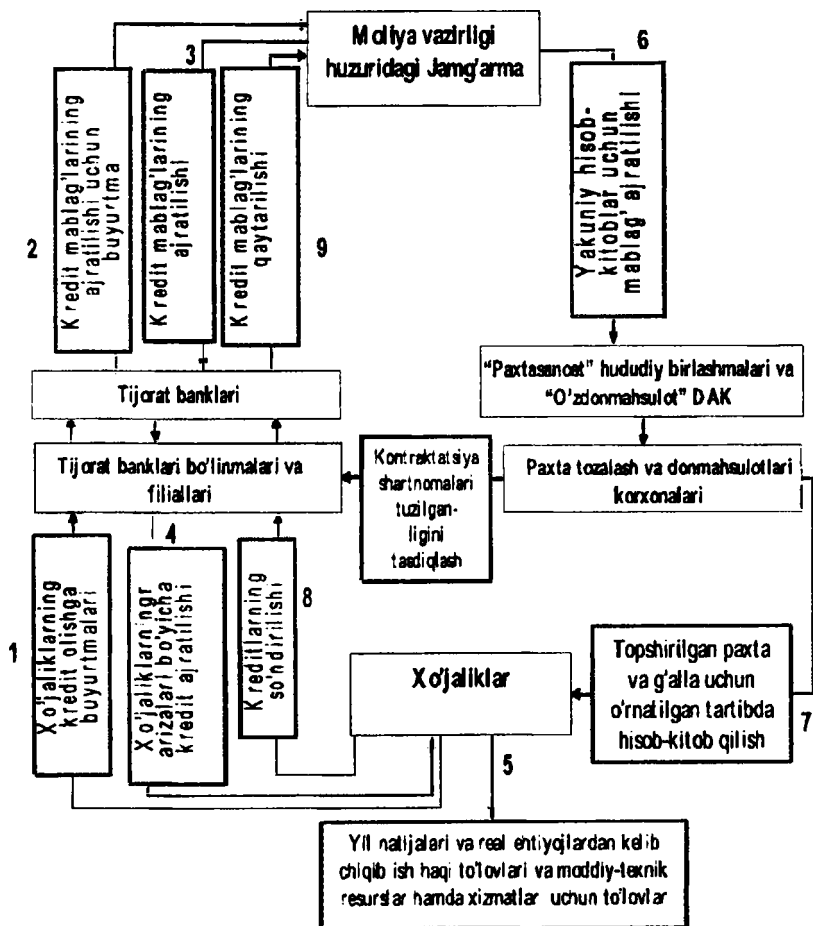 Moliya vazirligi
huzuridagi Jamg'arma
3
6
Kredit mablag'larining
ajratilishi uchun
buyurtma
2
Kredit mablag'larining
ajratilishi
Kredit mablag'larining
qaytarilishi
9
Yakuniy hisob-
kitoblar uchun
mablag' ajratilishi
Tijorat banklari
"Paxtasanoat" hududiy birlashmalari va
"O'zdonmahsulot" DAK
Tijorat banklari bo'linmalari va
filiallari
Kontraktatsiya
shartnomalari
tuzilgan-
ligini
tasdiqlash
Paxta tozalash va donmahsulotlari
korxonalari
1
Xo'jaliklarning
kredit olishga
buyurtmalari
4
Xo'jaliklarningr
arizalari bo'yicha
kredit ajratilishi
Kreditlarning
so'ndirilishi
8
Xo'jaliklar
Topshirilgan paxta
va g'alla uchun
o'rnatilgan tartibda
hisob-kitob qilish
7
5
Yil natijalari va real ehtiyojlardan kelib
chiqib ish haqi to'lovlari va moddiy-texnik
resurslar hamda xizmatlar uchun to'lovlar